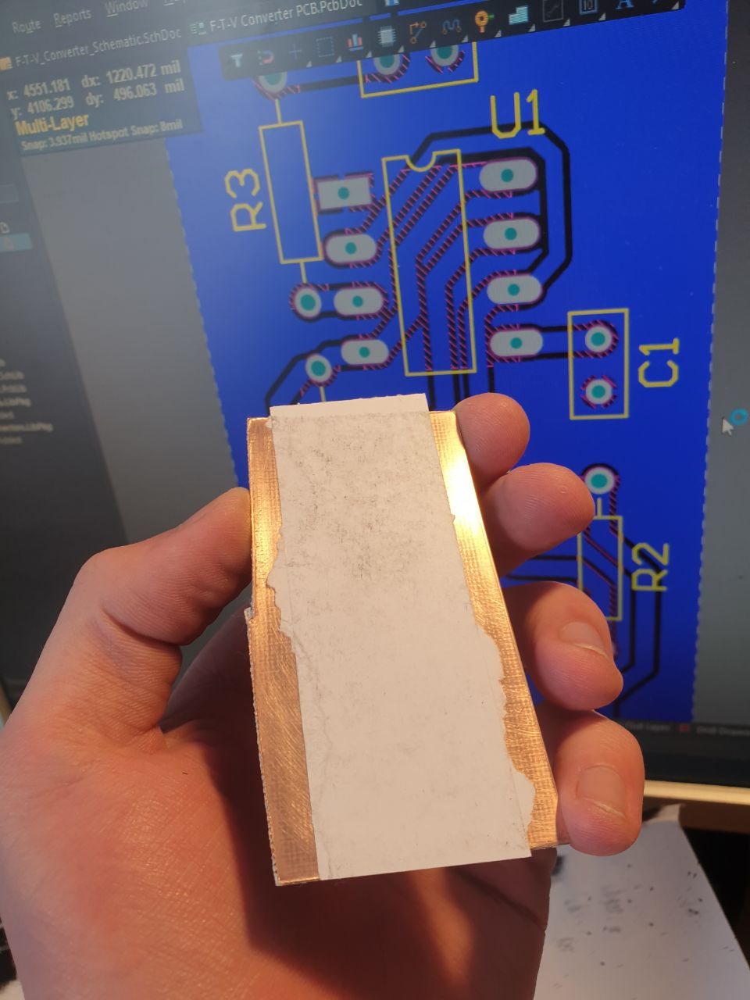 Route Reports Window
F-T-V_Converter_Schematic.SchDoc
F-T-V Converter PCB.PcbDoc
x: 4551.181 dx: 1220.472 mil
y: 4106.299 dy: 496.063 mil
Multi-Layer
Snap: 3.937mil Hotspot Snap: 8mil
10
A
U1
R3
C1
R2